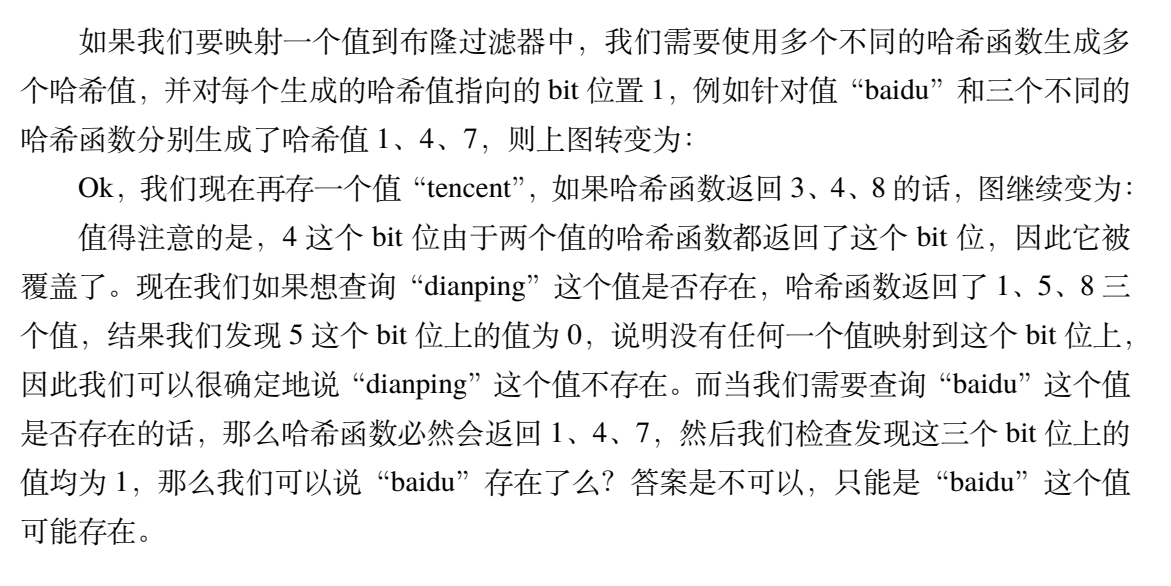 如果我们要映射一个值到布隆过滤器中，我们需要使用多个不同的哈希函数生成多
个哈希值，并对每个生成的哈希值指向的 bit 位置 1，例如针对值 “baidu” 和三个不同的
哈希函数分别生成了哈希值 1、4、7，则上图转变为：
Ok，我们现在再存一个值 “tencent”，如果哈希函数返回 3、4、8 的话，图继续变为：
值得注意的是，4 这个 bit 位由于两个值的哈希函数都返回了这个 bit 位，因此它被
覆盖了。现在我们如果想查询 “dianping” 这个值是否存在，哈希函数返回了 1、5、8 三
个值，结果我们发现 5 这个 bit 位上的值为 0，说明没有任何一个值映射到这个 bit 位上，
因此我们可以很确定地说 “dianping” 这个值不存在。而当我们需要查询 “baidu” 这个值
是否存在的话，那么哈希函数必然会返回 1、4、7，然后我们检查发现这三个 bit 位上的
值均为 1，那么我们可以说 “baidu” 存在了么？答案是不可以，只能是 “baidu” 这个值
可能存在。